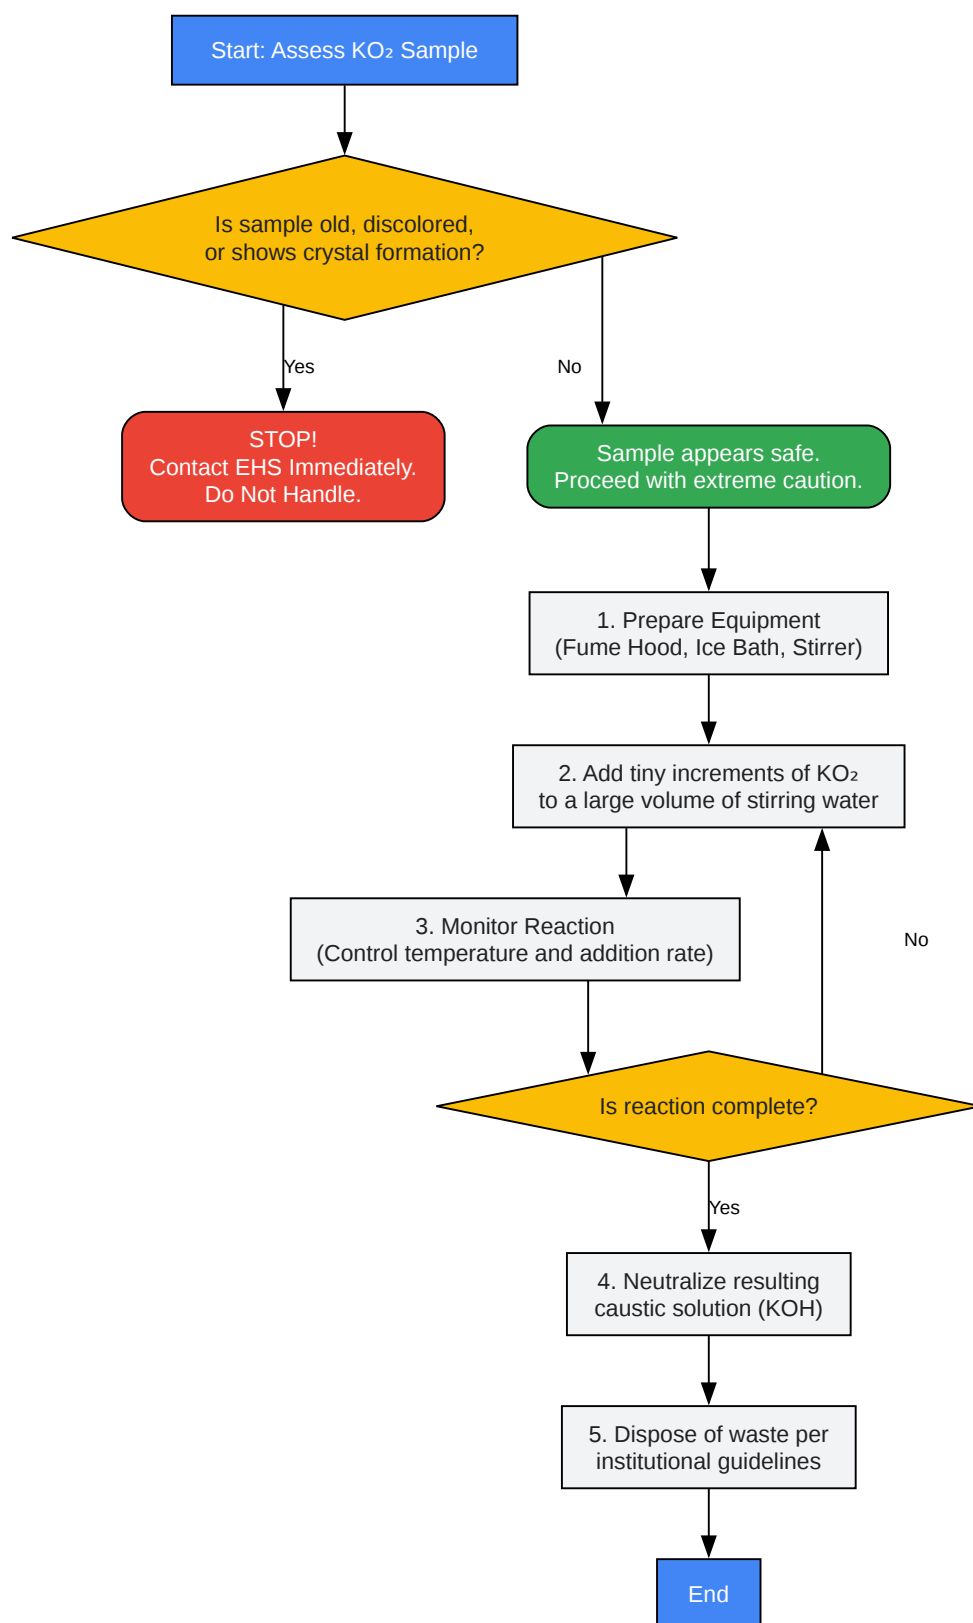 Start: Assess KO₂ Sample
Is sample old, discolored,
or shows crystal formation?
Yes
No
STOP!
Contact EHS Immediately.
Do Not Handle.
Sample appears safe.
Proceed with extreme caution.
1. Prepare Equipment
(Fume Hood, Ice Bath, Stirrer)
2. Add tiny increments of KO₂
to a large volume of stirring water
3. Monitor Reaction
(Control temperature and addition rate)
No
Is reaction complete?
Yes
4. Neutralize resulting
caustic solution (KOH)
5. Dispose of waste per
institutional guidelines
End